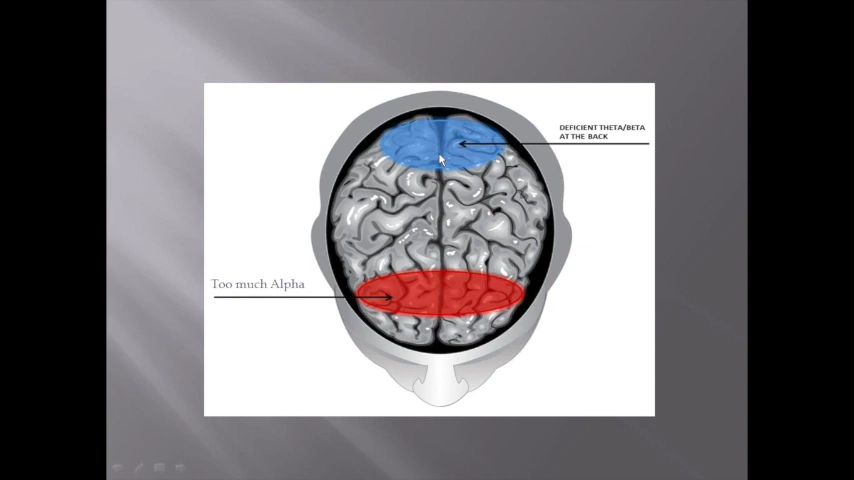 DEFICIENT THETA/BETA
AT THE BACK
Too much Alpha